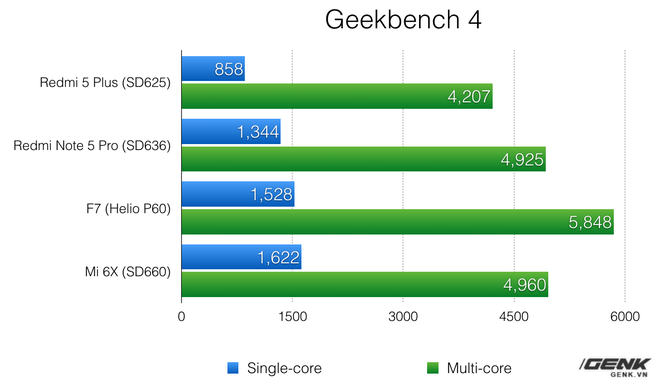 Geekbench 4
Redmi 5 Plus (SD625)
858
4,207
Redmi Note 5 Pro (SD636)
1,344
4,925
F7 (Helio P60)
1,528
5,848
Mi 6X (SD660)
1,622
4,960
0 1500 3000 4500 6000
Single-core Multi-core
GENK
GENK.VN